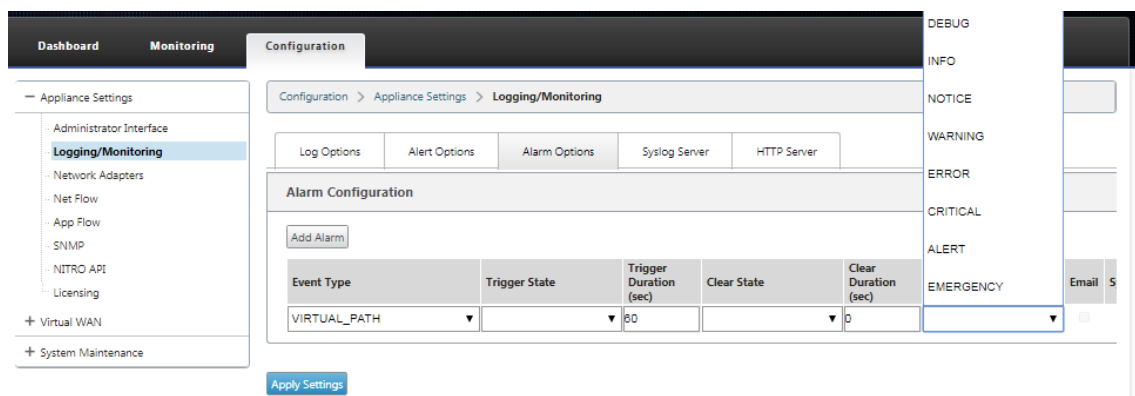 Dashboard Monitoring Configuration
DEBUG
INFO
NOTICE
WARNING
ERROR
CRITICAL
ALERT
EMERGENCY
Appliance Settings
Administrator Interface
Logging/Monitoring
Network Adapters
Net Flow
App Flow
SNMP
NITRO API
Licensing
Virtual WAN
System Maintenance
Configuration > Appliance Settings > Logging/Monitoring
Log Options Alert Options Alarm Options Syslog Server HTTP Server
Alarm Configuration
Add Alarm
Event Type Trigger State Trigger Duration (sec) Clear State Clear Duration (sec) Email S
VIRTUAL_PATH 60 0
Apply Settings